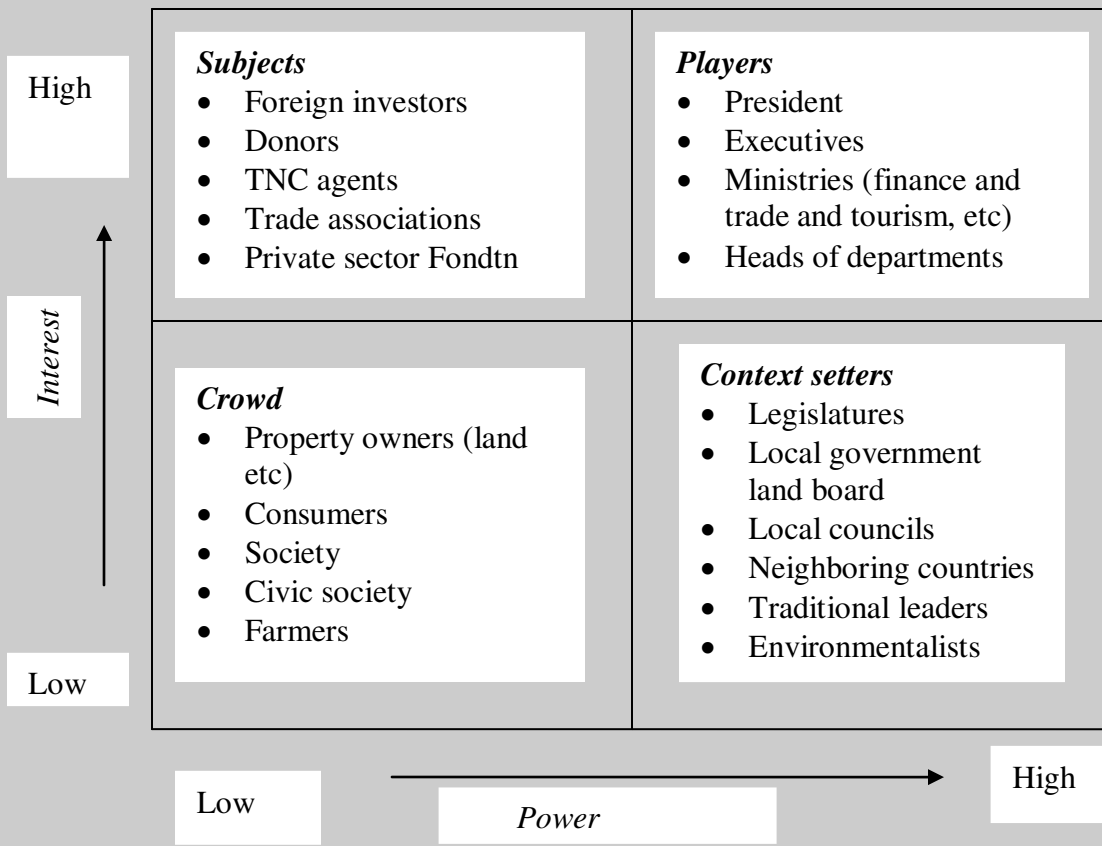 High
Subjects
• Foreign investors
• Donors
• TNC agents
• Trade associations
• Private sector Fondtn
Players
• President
• Executives
• Ministries (finance and
trade and tourism, etc)
• Heads of departments
Interest
Crowd
• Property owners (land
etc)
• Consumers
• Society
• Civic society
• Farmers
Context setters
• Legislatures
• Local government
land board
• Local councils
• Neighboring countries
• Traditional leaders
• Environmentalists
Low
Low
Power
High